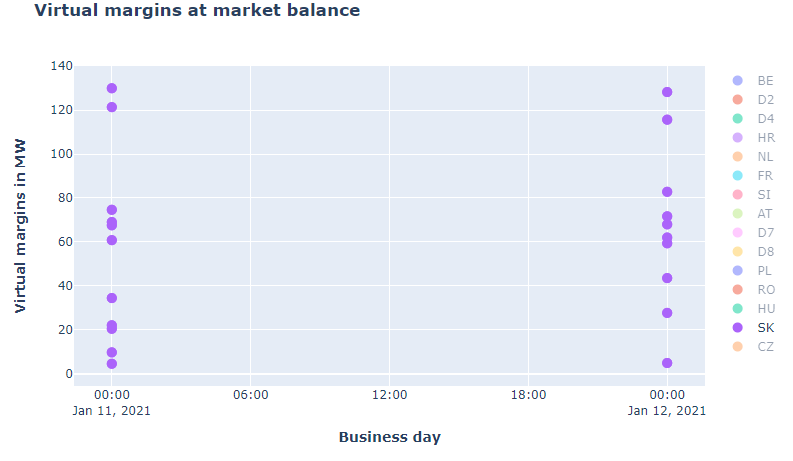 Virtual margins at market balance
Virtual margins in MW
140
120
100
80
60
40
20
0
00:00
Jan 11, 2021
06:00
12:00
18:00
00:00
Jan 12, 2021
Business day
BE
D2
D4
HR
NL
FR
SI
AT
D7
D8
PL
RO
HU
SK
CZ